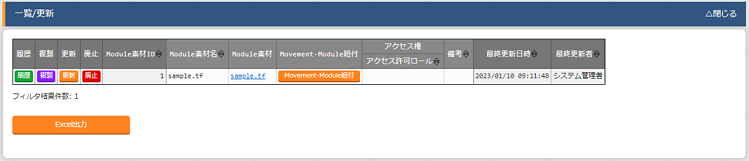 一覧/更新 △閉じる
履歴 複製 更新 廃止 Module素材ID Module素材名 Module素材 Movement-Module紐付 アクセス権 備考 最終更新日時 最終更新者
アクセス許可ロール
履歴 複製 更新 廃止 1 sample.tf sample.tf Movement-Module紐付 2023/01/10 09:11:48 システム管理者
フィルタ結果件数: 1
Excel出力